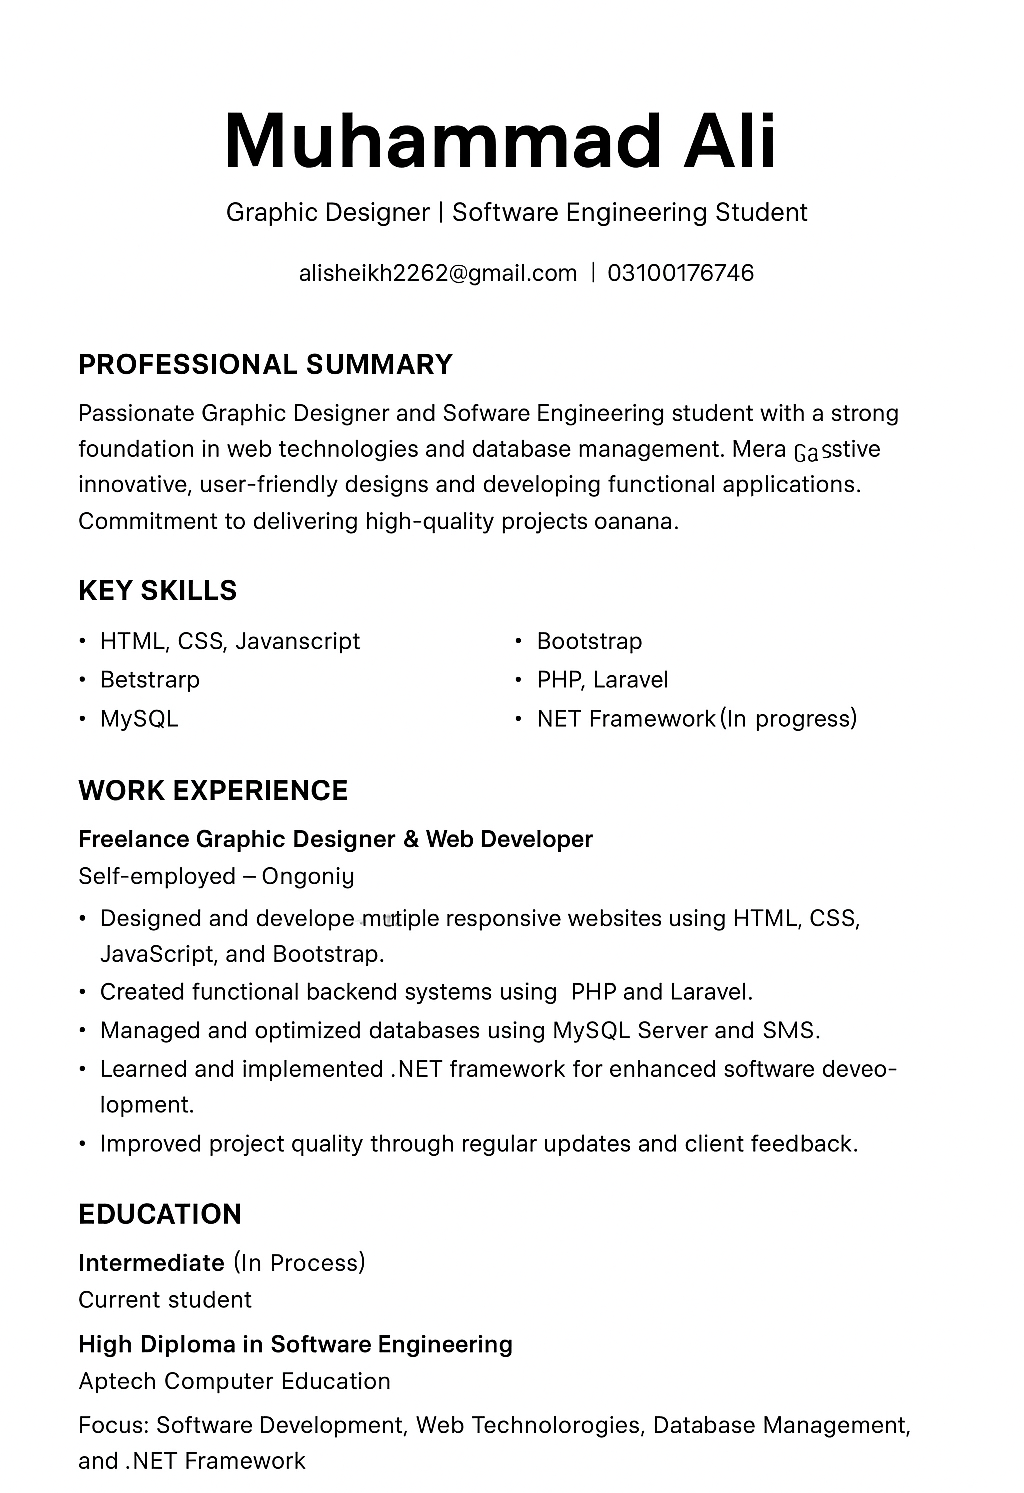 Muhammad Ali
Graphic Designer | Software Engineering Student
alisheikh2262@gmail.com | 03100176746
PROFESSIONAL SUMMARY
Passionate Graphic Designer and Sofware Engineering student with a strong
foundation in web technologies and database management. Mera Gasstive
innovative, user-friendly designs and developing functional applications.
Commitment to delivering high-quality projects oanana.
KEY SKILLS
• HTML, CSS, Javanscript
• Betstrarp
• MySQL
• Bootstrap
• PHP, Laravel
• NET Framework (In progress)
WORK EXPERIENCE
Freelance Graphic Designer & Web Developer
Self-employed – Ongoniy
• Designed and develope responsive websites using HTML, CSS,
JavaScript, and Bootstrap.
• Created functional backend systems using PHP and Laravel.
• Managed and optimized databases using MySQL Server and SMS.
• Learned and implemented .NET framework for enhanced software deveo-
lopment.
• Improved project quality through regular updates and client feedback.
EDUCATION
Intermediate (In Process)
Current student
High Diploma in Software Engineering
Aptech Computer Education
Focus: Software Development, Web Technolorogies, Database Management,
and .NET Framework